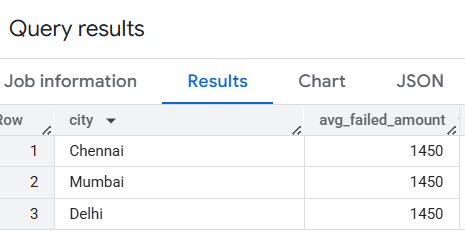 Query results
Job information Results Chart JSON
Row city avg_failed_amount
1 Chennai 1450
2 Mumbai 1450
3 Delhi 1450